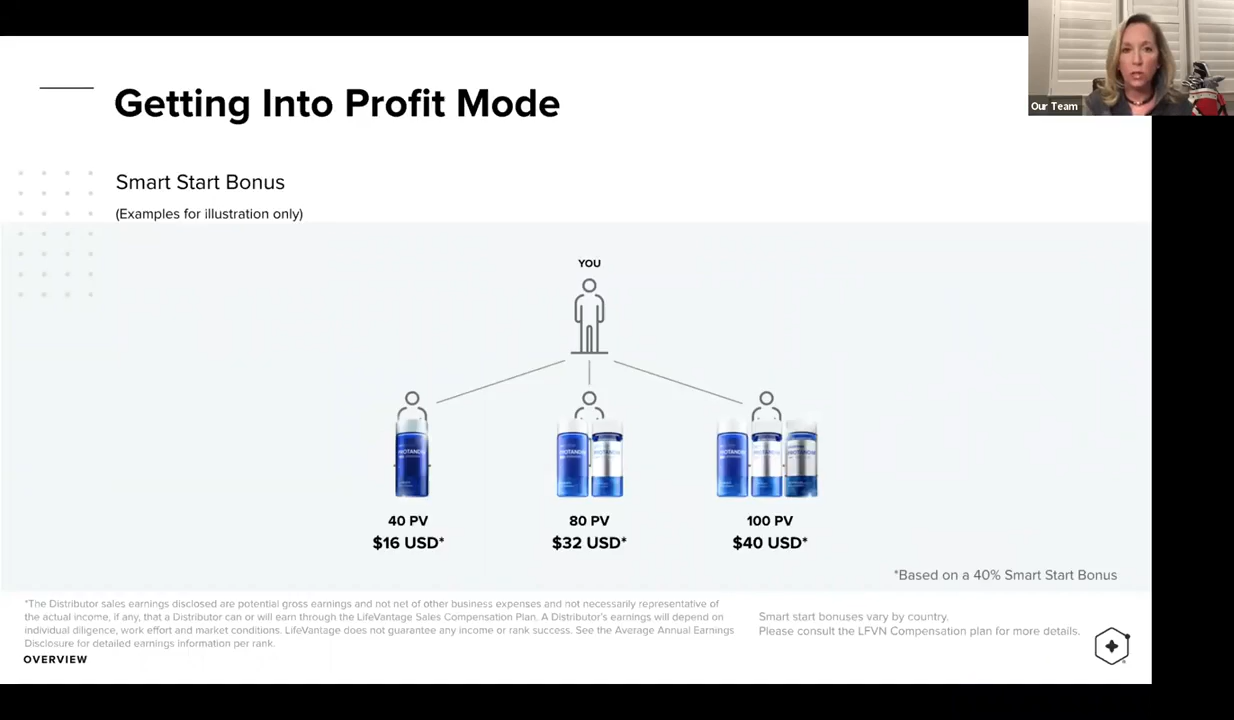 Our Team
Getting Into Profit Mode
Smart Start Bonus
(Examples for illustration only)
YOU
PROTANDIM
PROTANDIM
PROTANDIM
PROTANDIM
PROTANDIM
PROTANDIM
40 PV
80 PV
100 PV
$16 USD*
$32 USD*
$40 USD*
*Based on a 40% Smart Start Bonus
*The Distributor sales earnings disclosed are potential gross earnings and not net of other business expenses and not necessarily representative of
the actual income, if any, that a Distributor can or will earn through the LifeVantage Sales Compensation Plan. A Distributor's earnings will depend on
individual diligence, work effort and market conditions. LifeVantage does not guarantee any income or rank success. See the Average Annual Earnings
Disclosure for detailed earnings information per rank.
Smart start bonuses vary by country.
Please consult the LFVN Compensation plan for more details.
OVERVIEW